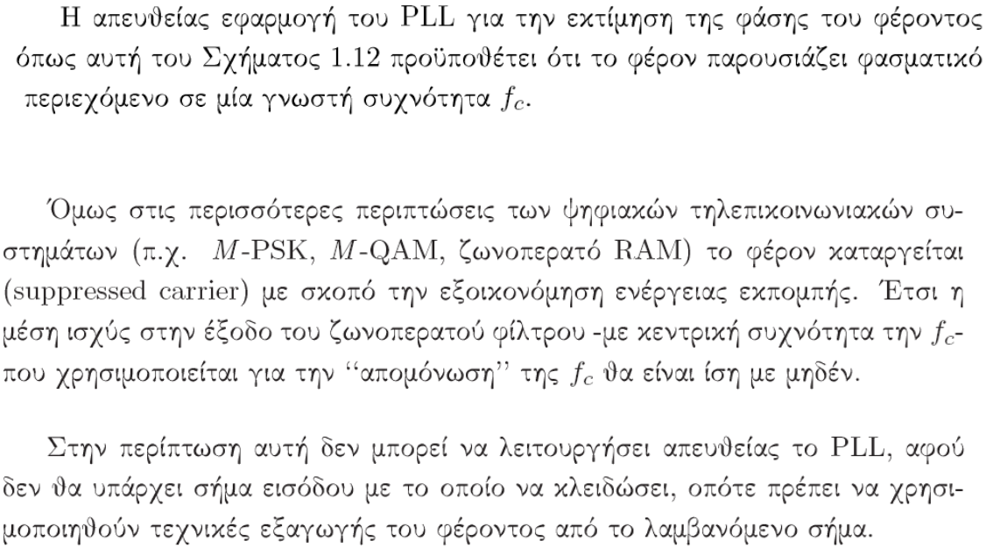 Η απευθείας εφαρμογή του PLL για την εκτίμηση της φάσης του φέροντος
όπως αυτή του Σχήματος 1.12 προϋποθέτει ότι το φέρον παρουσιάζει φασματικό
περιεχόμενο σε μία γνωστή συχνότητα f_c.
Όμως στις περισσότερες περιπτώσεις των ψηφιακών τηλεπικοινωνιακών συ-
στημάτων (π.χ. M-PSK, M-QAM, ζωνοπερατό RAM) το φέρον καταργείται
(suppressed carrier) με σκοπό την εξοικονόμηση ενέργειας εκπομπής. Έτσι η
μέση ισχύς στην έξοδο του ζωνοπερατού φίλτρου -με κεντρική συχνότητα την f_c-
που χρησιμοποιείται για την “απομόνωση” της f_c θα είναι ίση με μηδέν.
Στην περίπτωση αυτή δεν μπορεί να λειτουργήσει απευθείας το PLL, αφού
δεν θα υπάρχει σήμα εισόδου με το οποίο να κλειδώσει, οπότε πρέπει να χρησι-
μοποιηθούν τεχνικές εξαγωγής του φέροντος από το λαμβανόμενο σήμα.